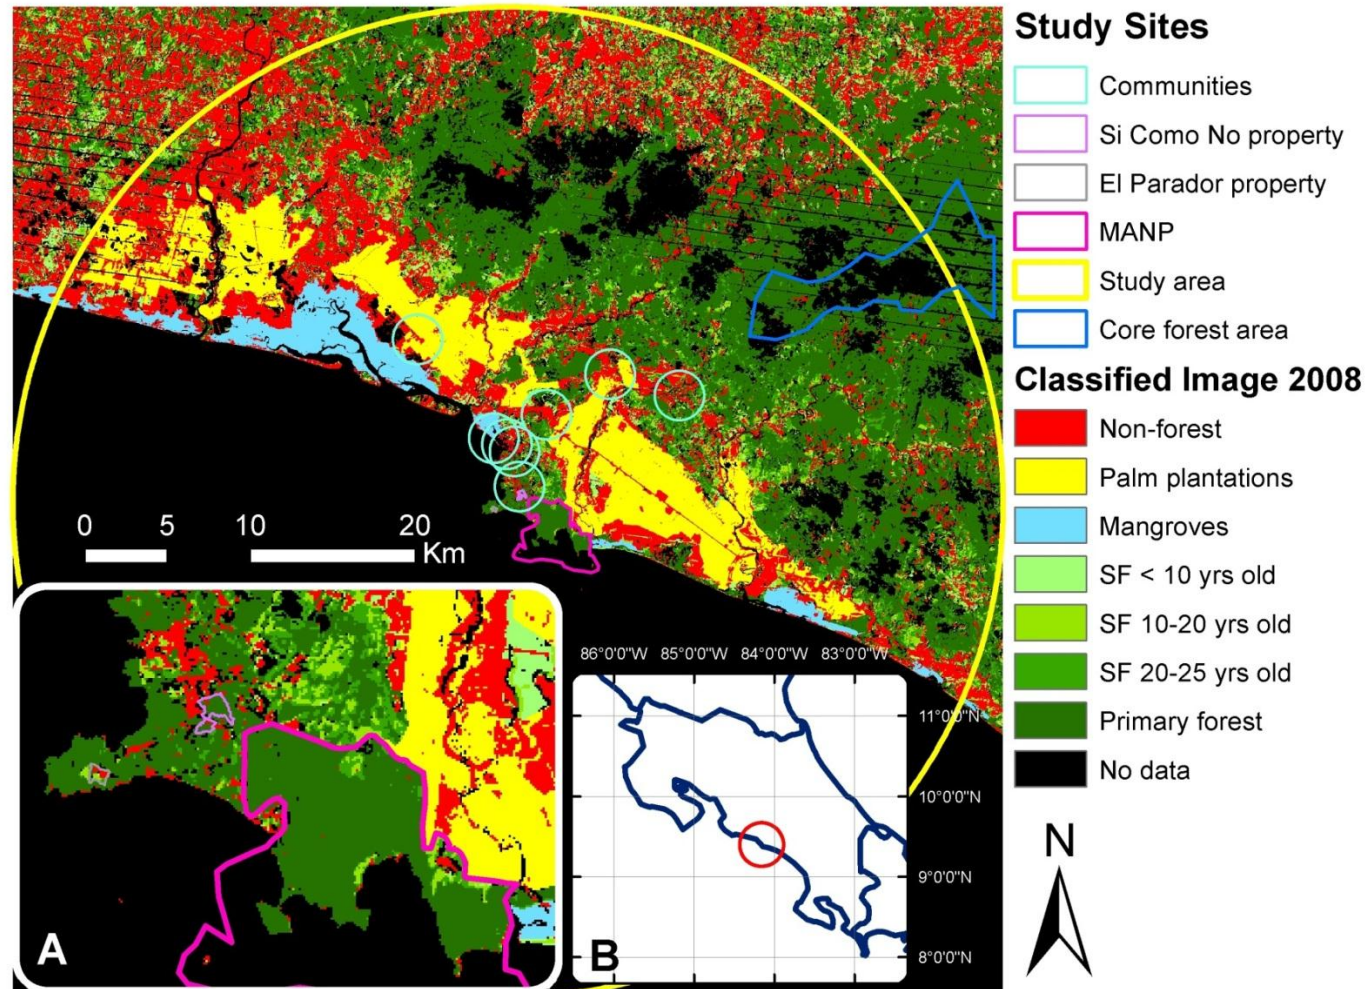 Study Sites
Communities
Si Como No property
El Parador property
MANP
Study area
Core forest area
Classified Image 2008
Non-forest
Palm plantations
Mangroves
SF < 10 yrs old
SF 10-20 yrs old
SF 20-25 yrs old
Primary forest
No data
N
0 5 10 20
Km
86°0'0"W 85°0'0"W 84°0'0"W 83°0'0"W
11°0'0"N
10°0'0"N
9°0'0"N
8°0'0"N
A
B